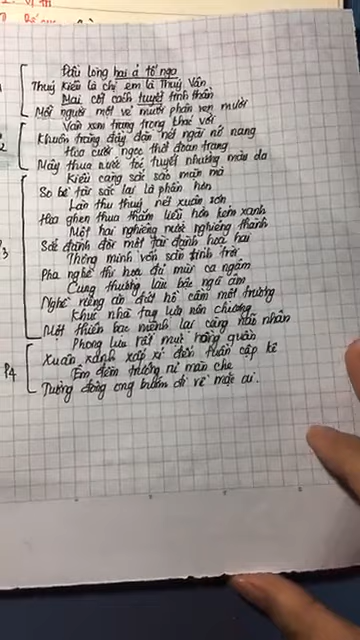 Đầu lòng hai ả tố nga
Thuý Kiều là chị em là Thuý Vân
Mai cốt cách tuyết tinh thần
Mỗi người một vẻ mười phân vẹn mười
Vân xem trang trọng khác vời
Khuôn trăng đầy đặn nét ngài nở nang
Hoa cười ngọc thốt đoan trang
Mây thua nước tóc tuyết nhường màu da
Kiều càng sắc sảo mặn mà
So bề tài sắc lại là phần hơn
Làn thu thuỷ nét xuân sơn
Hoa ghen thua thắm liễu hờn kém xanh
Một hai nghiêng nước nghiêng thành
Sắc đành đòi một tài đành hoạ hai
Thông minh vốn sẵn tính trời
Pha nghề thi hoạ đủ mùi ca ngâm
Cung thương làu bậc ngũ âm
Nghề riêng ăn đứt hồ cầm một trương
Khúc nhà tay lựa nên chương
Một thiên bạc mệnh lại càng não nhân
Phong lưu rất mực hồng quần
P4 Xuân xanh xấp xỉ đến tuần cập kê
Êm đềm trướng rủ màn che
Tường đông ong bướm đi về mặc ai.